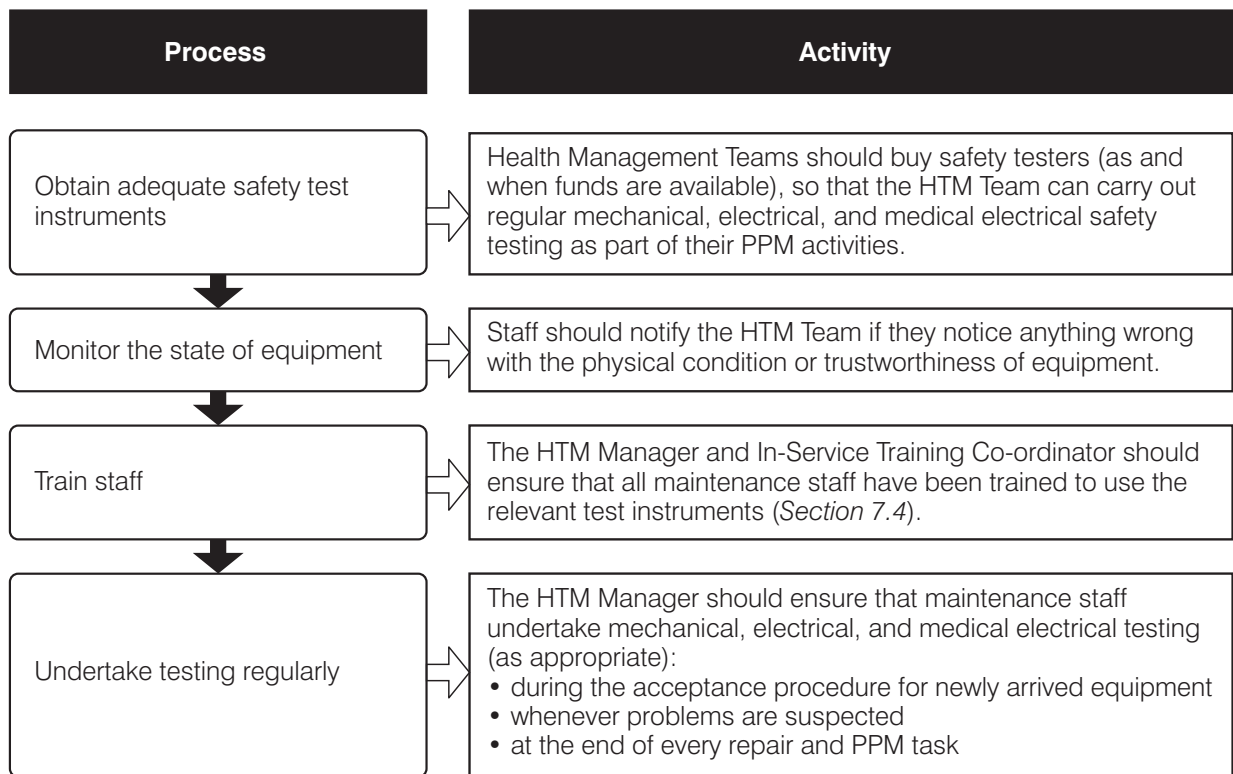 Process
Activity
Obtain adequate safety test
instruments
Health Management Teams should buy safety testers (as and
when funds are available), so that the HTM Team can carry out
regular mechanical, electrical, and medical electrical safety
testing as part of their PPM activities.
Monitor the state of equipment
Staff should notify the HTM Team if they notice anything wrong
with the physical condition or trustworthiness of equipment.
Train staff
The HTM Manager and In-Service Training Co-ordinator should
ensure that all maintenance staff have been trained to use the
relevant test instruments (Section 7.4).
Undertake testing regularly
The HTM Manager should ensure that maintenance staff
undertake mechanical, electrical, and medical electrical testing
(as appropriate):
• during the acceptance procedure for newly arrived equipment
• whenever problems are suspected
• at the end of every repair and PPM task